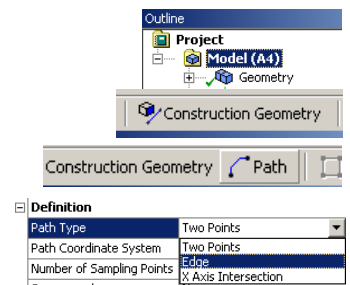 Outline
Project
Model (A4)
Geometry
Construction Geometry
Construction Geometry Path
Definition
Path Type Two Points
Path Coordinate System Two Points
Edge
Number of Sampling Points X Axis Intersection